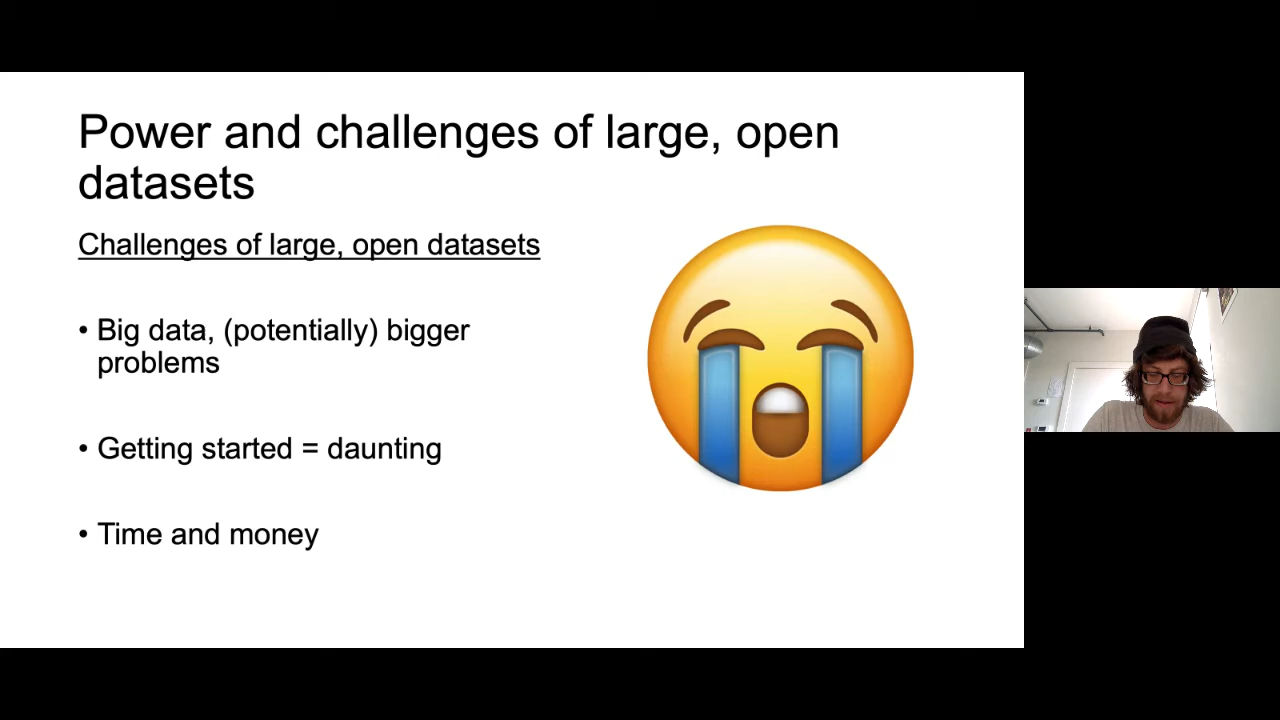 Power and challenges of large, open
datasets
Challenges of large, open datasets
• Big data, (potentially) bigger
problems
• Getting started = daunting
• Time and money